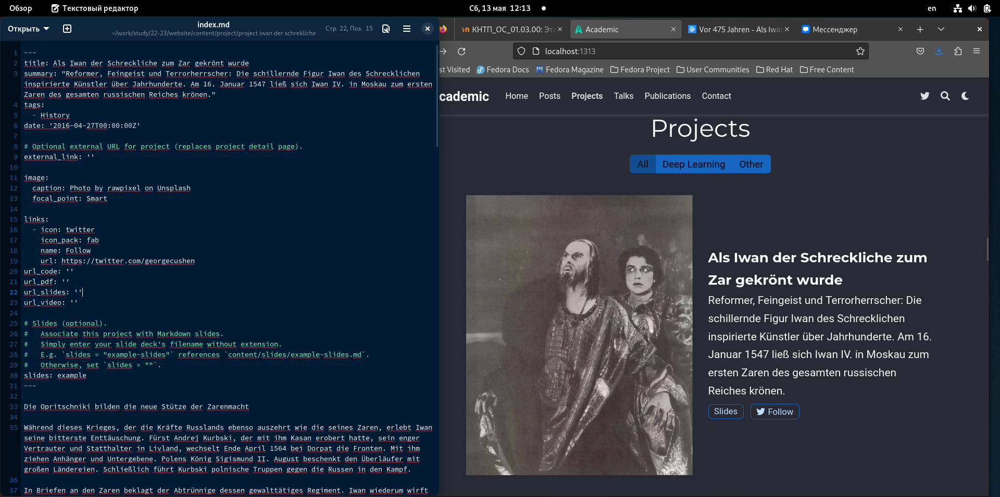 Обзор
Текстовый редактор
Сб, 13 мая 12:13
en
Открыть
index.md
~/work/study/22-23/website/content/project/project iwan der schrekliche
Стр. 22, Поз. 15
1 ---
2 title: Als Iwan der Schreckliche zum Zar gekrönt wurde
3 summary: "Reformer, Feingeist und Terrorherrscher: Die schillernde Figur Iwan des Schrecklichen
inspirierte Künstler über Jahrhunderte. Am 16. Januar 1547 ließ sich Iwan IV. in Moskau zum ersten
Zaren des gesamten russischen Reiches krönen."
4 tags:
5   - History
6 date: '2016-04-27T00:00:00Z'
7
8 # Optional external URL for project (replaces project detail page).
9 external_link: ''
10
11 image:
12   caption: Photo by rawpixel on Unsplash
13   focal_point: Smart
14
15 links:
16   - icon: twitter
17     icon_pack: fab
18     name: Follow
19     url: https://twitter.com/georgecushen
20 url_code: ''
21 url_pdf: ''
22 url_slides: ''
23 url_video: ''
24
25 # Slides (optional).
26 #   Associate this project with Markdown slides.
27 #   Simply enter your slide deck's filename without extension.
28 #   E.g. `slides = "example-slides"` references `content/slides/example-slides.md`.
29 #   Otherwise, set `slides = ""`.
30 slides: example
31 ---
32
33 Die Opritschniki bilden die neue Stütze der Zarenmacht
34
35 Während dieses Krieges, der die Kräfte Russlands ebenso auszehrt wie die seines Zaren, erlebt Iwan
seine bitterste Enttäuschung. Fürst Andrej Kurbski, der mit ihm Kasan erobert hatte, sein enger
Vertrauter und Statthalter in Livland, wechselt Ende April 1564 bei Dorpat die Fronten. Mit ihm
ziehen Anhänger und Untergebene. Polens König Sigismund II. August beschenkt den Überläufer mit
großen Ländereien. Schließlich führt Kurbski polnische Truppen gegen die Russen in den Kampf.
36
37 In Briefen an den Zaren beklagt der Abtrünnige dessen gewalttätiges Regiment. Iwan wiederum wirft
КНТП_ОС_01.03.00: Эта
Academic
Vor 475 Jahren - Als Iwan
Мессенджер
localhost:1313
st Visited
Fedora Docs
Fedora Magazine
Fedora Project
User Communities
Red Hat
Free Content
cademic
Home
Posts
Projects
Talks
Publications
Contact
Projects
All
Deep Learning
Other
Als Iwan der Schreckliche zum
Zar gekrönt wurde
Reformer, Feingeist und Terrorherrscher: Die
schillernde Figur Iwan des Schrecklichen
inspirierte Künstler über Jahrhunderte. Am 16.
Januar 1547 ließ sich Iwan IV. in Moskau zum
ersten Zaren des gesamten russischen
Reiches krönen.
Slides
Follow